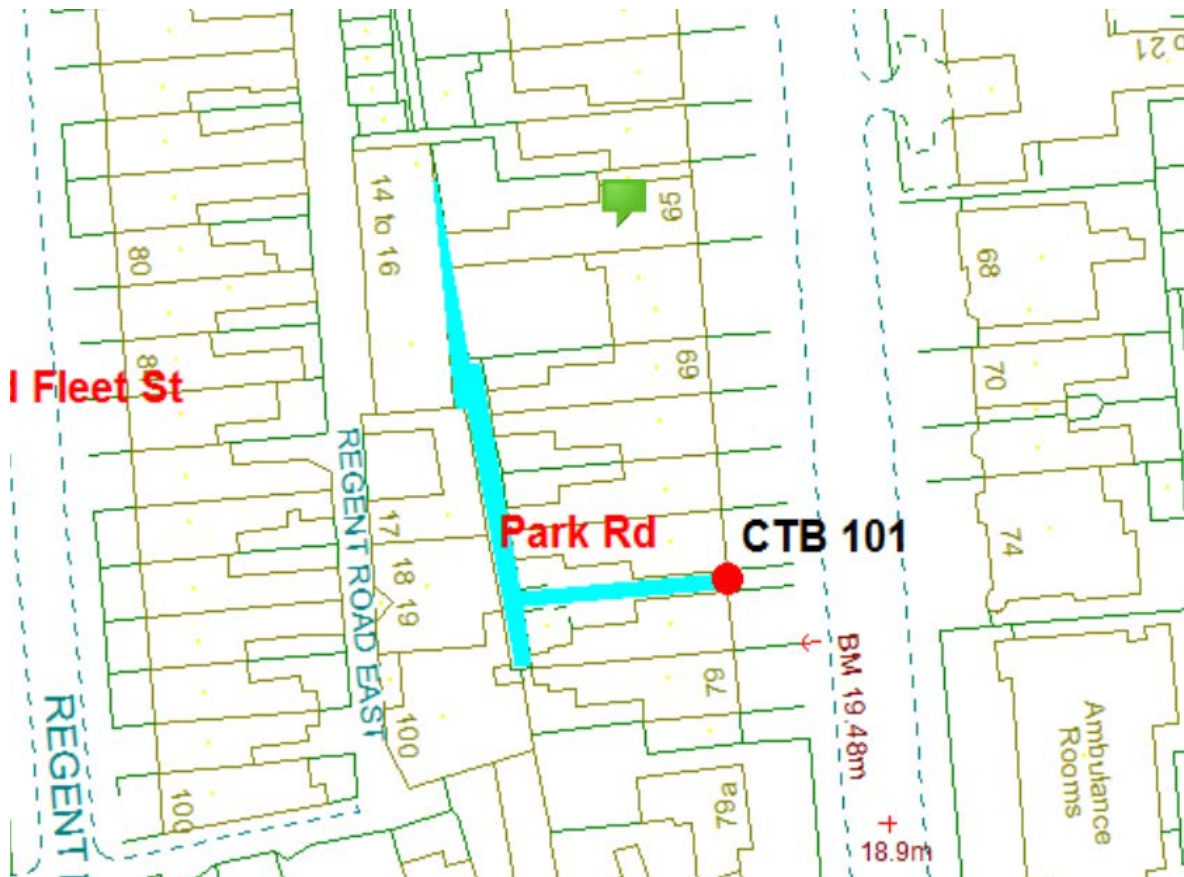 o 21
14 to 16
65
80
68
69
70
Fleet St
REGENT ROAD EAST
17
18
19
Park Rd
CTB 101
74
79
BM 19.48m
REGENT
100
100
79a
Ambulance
Rooms
18.9m